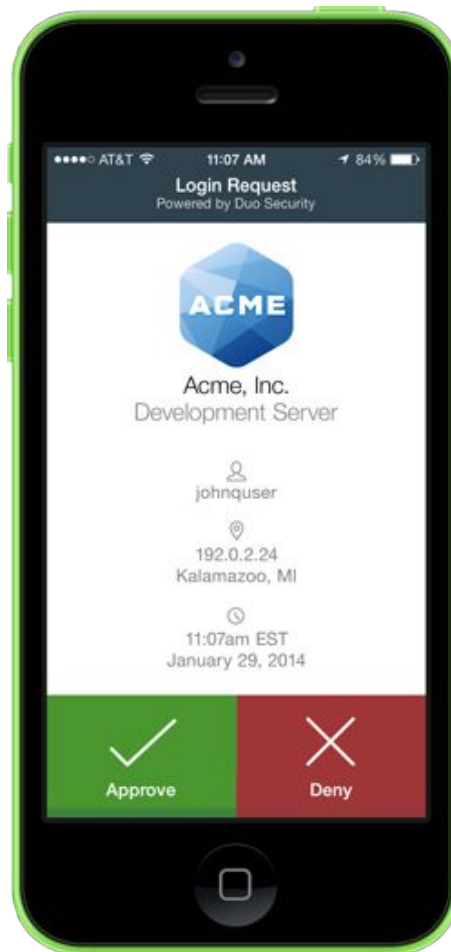 AT&T 11:07 AM 84%
Login Request
Powered by Duo Security
ACME
Acme, Inc.
Development Server
johnquser
192.0.2.24
Kalamazoo, MI
11:07am EST
January 29, 2014
Approve Deny